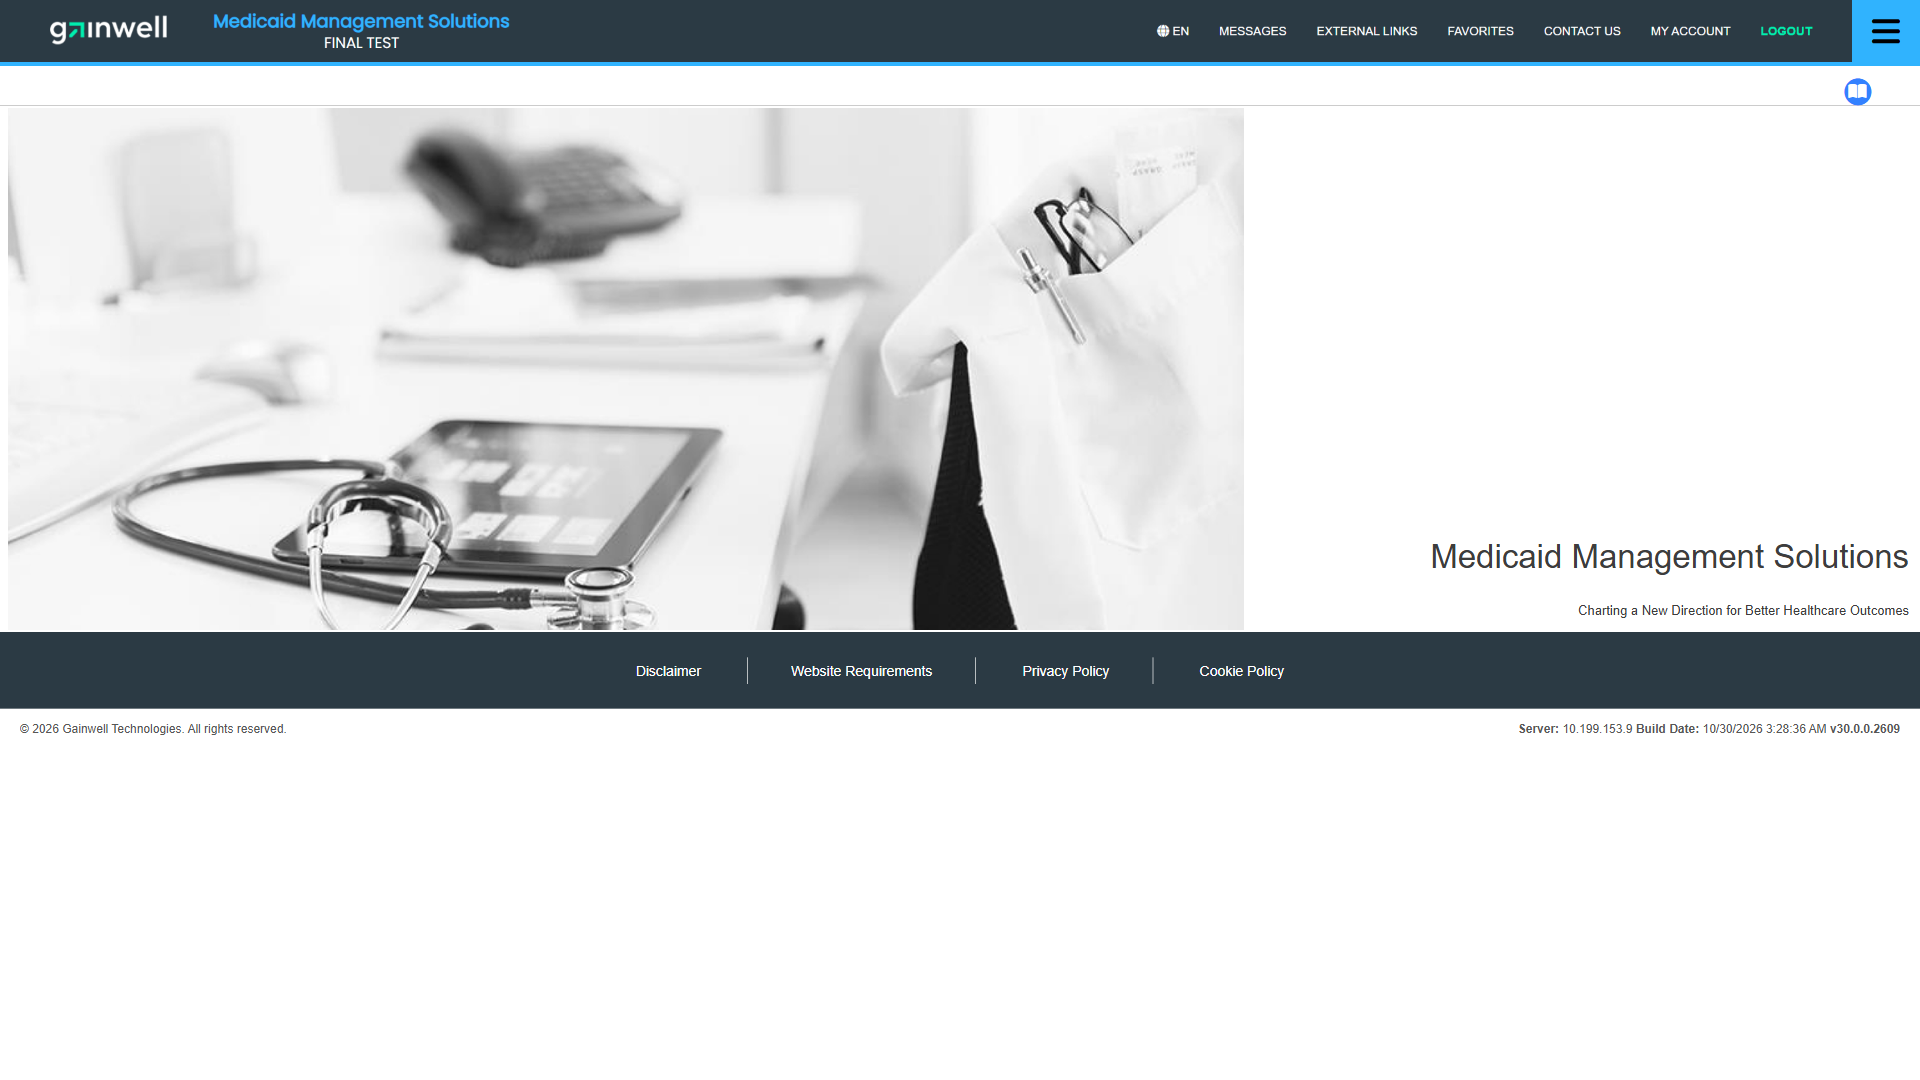 gainwell
Medicaid Management Solutions
FINAL TEST
EN MESSAGES EXTERNAL LINKS FAVORITES CONTACT US MY ACCOUNT LOGOUT
Medicaid Management Solutions
Charting a New Direction for Better Healthcare Outcomes
Disclaimer Website Requirements Privacy Policy Cookie Policy
© 2026 Gainwell Technologies. All rights reserved.
Server: 10.199.153.9 Build Date: 10/30/2026 3:28:36 AM v30.0.0.2609